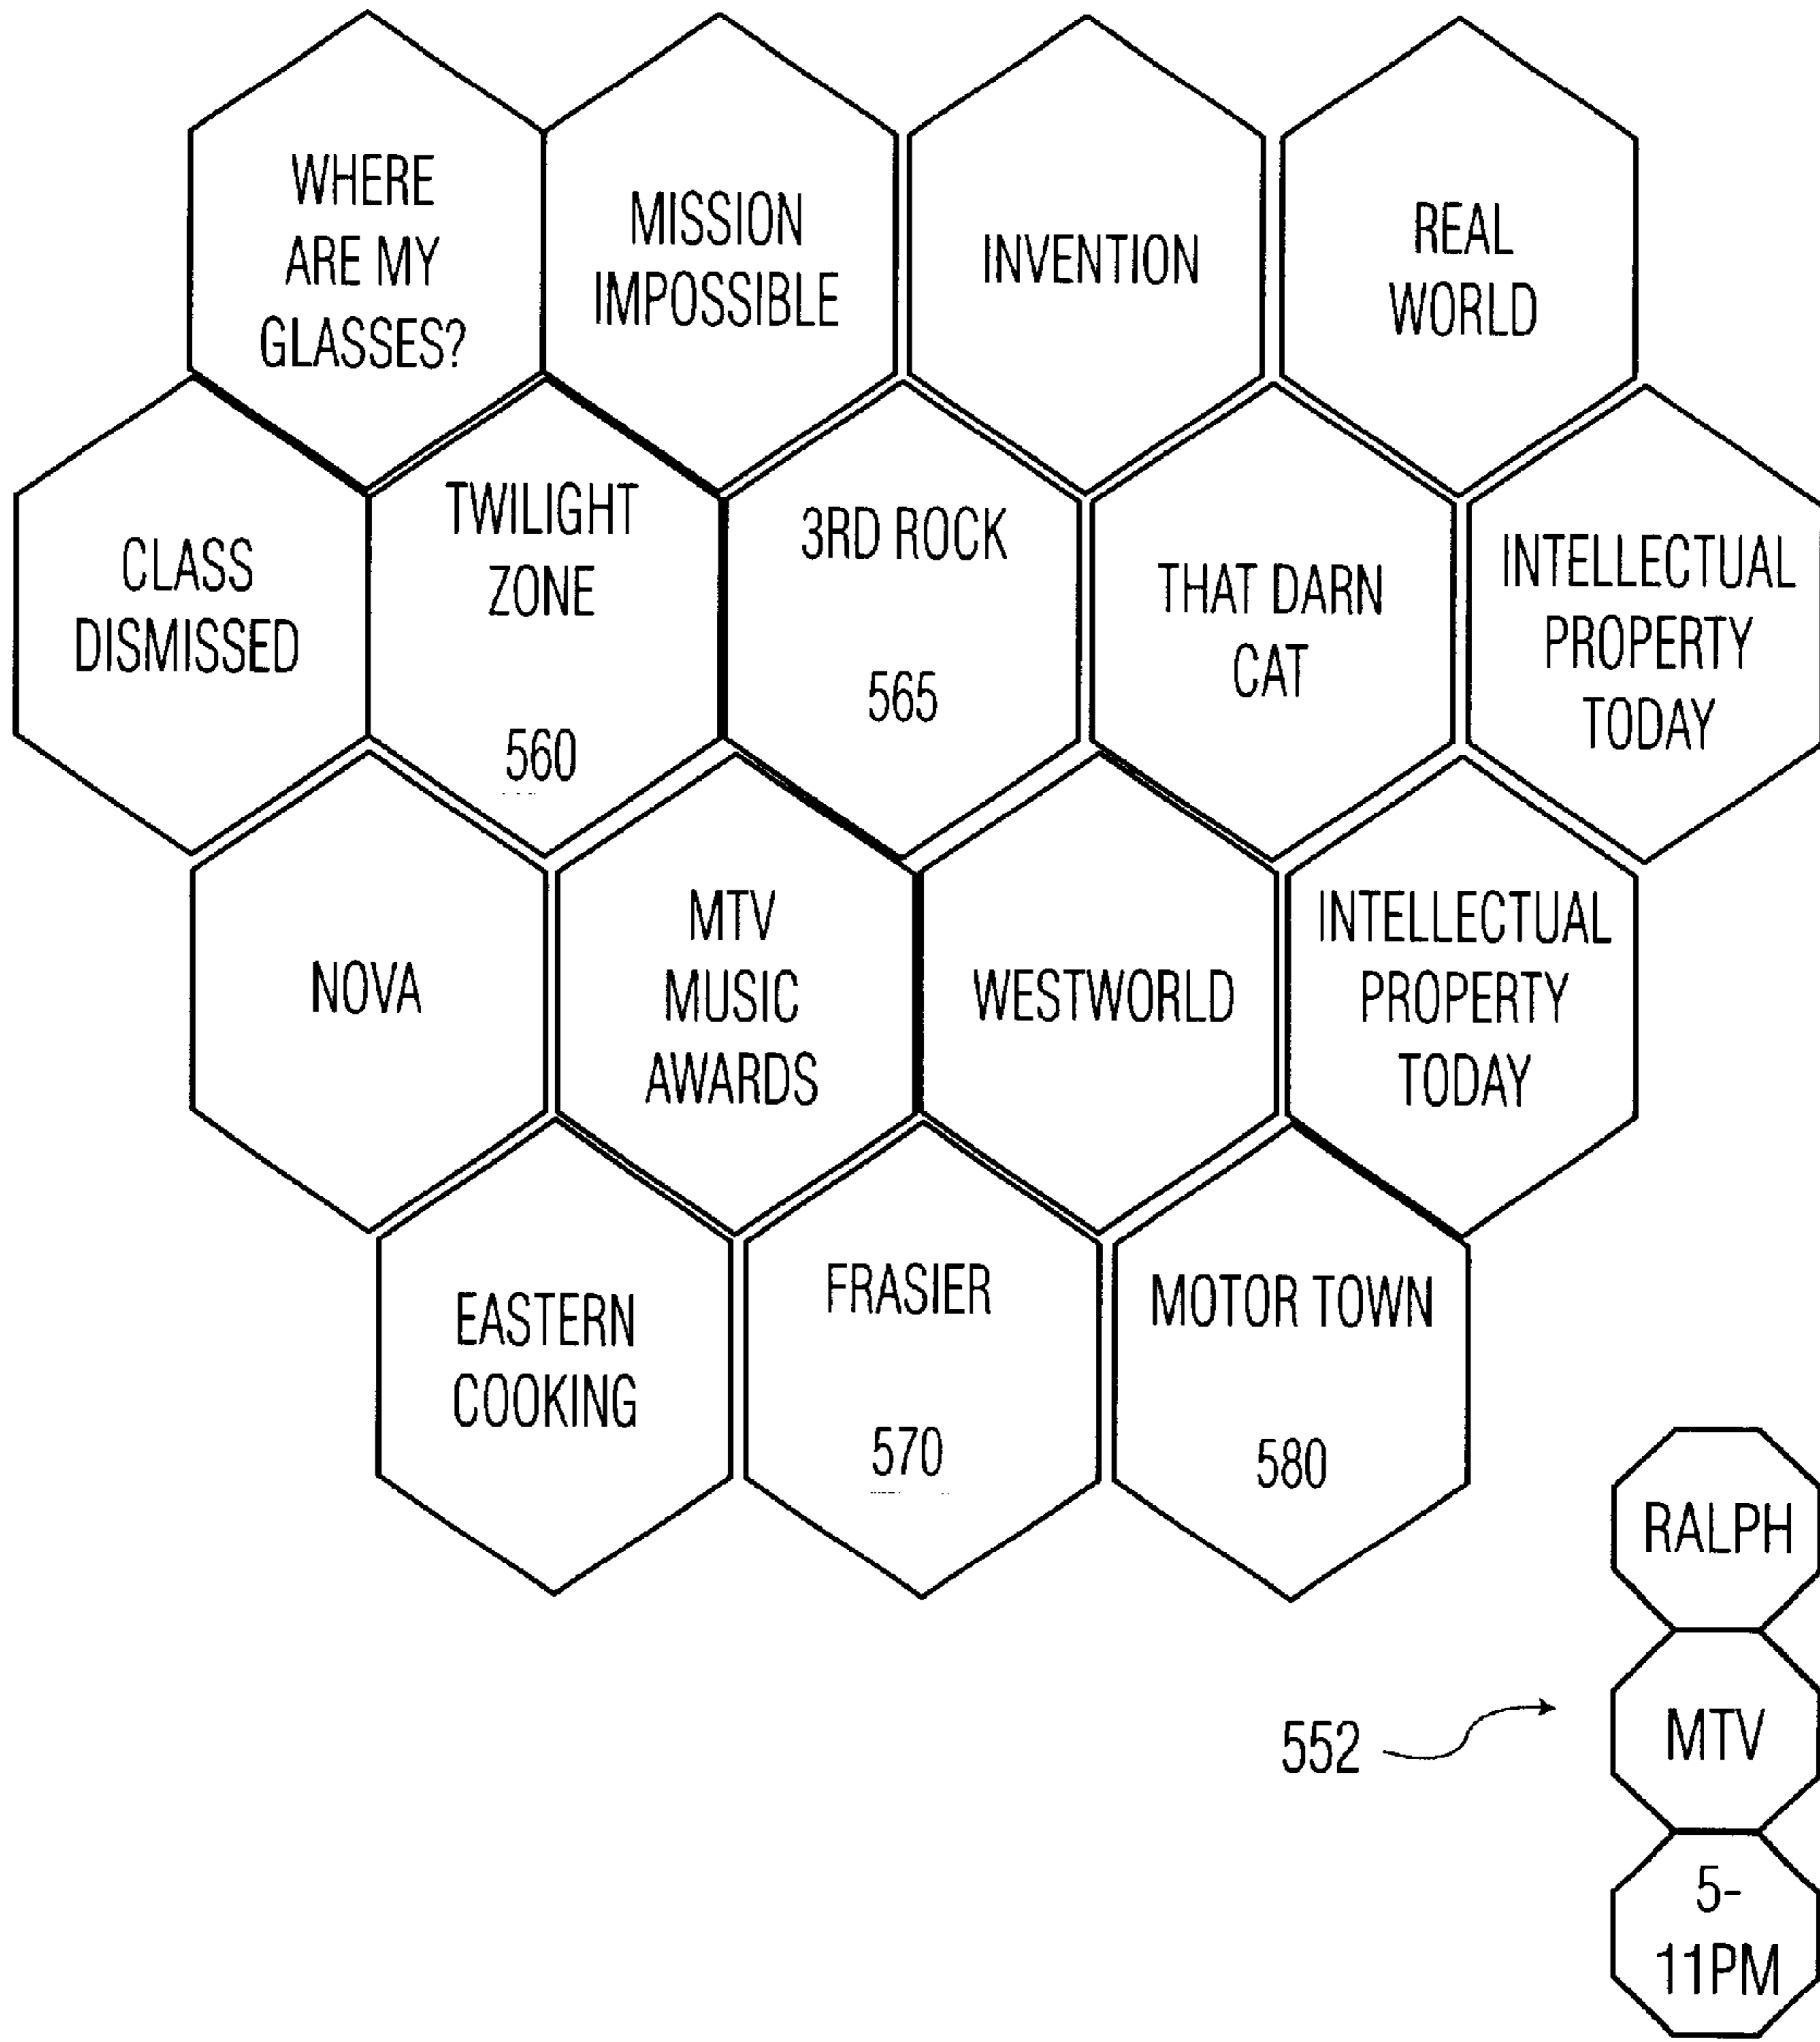 WHERE
ARE MY
GLASSES?
MISSION
IMPOSSIBLE
INVENTION
REAL
WORLD
CLASS
DISMISSED
TWILIGHT
ZONE
560
3RD ROCK
565
THAT DARN
CAT
INTELLECTUAL
PROPERTY
TODAY
NOVA
MTV
MUSIC
AWARDS
WESTWORLD
INTELLECTUAL
PROPERTY
TODAY
EASTERN
COOKING
FRASIER
570
MOTOR TOWN
580
RALPH
552
MTV
5-
11PM